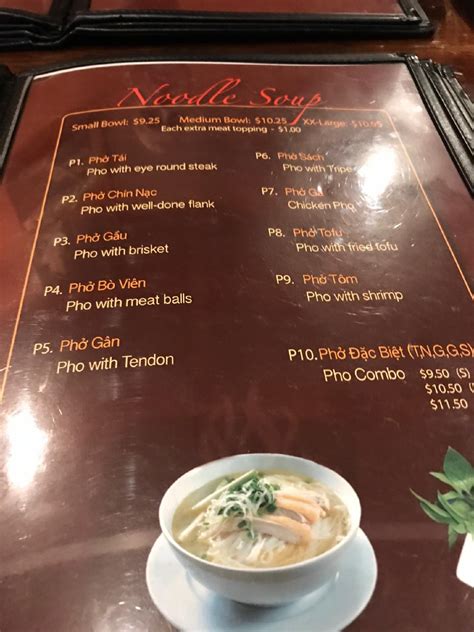 Noodle Soup
Small Bowl: $9.25 Medium Bowl: $10.25 XX-Large:
Each extra meat topping - $1.00
P1. Phở Tái
Pho with eye round steak
P2. Phở Chín Nạc
Pho with well-done flank
P3. Phở Gầu
Pho with brisket
P4. Phở Bò Viên
Pho with meat balls
P5. Phở Gân
Pho with Tendon
P6. Phở Sách
Pho with Tripe
P7. Phở Gà
Chicken Pho
P8. Phở Tofu
Pho with fried tofu
P9. Phở Tôm
Pho with shrimp
P10. Phở Đặc Biệt (T,N,G,G,S)
Pho Combo $9.50 (S)
$10.50
$11.50